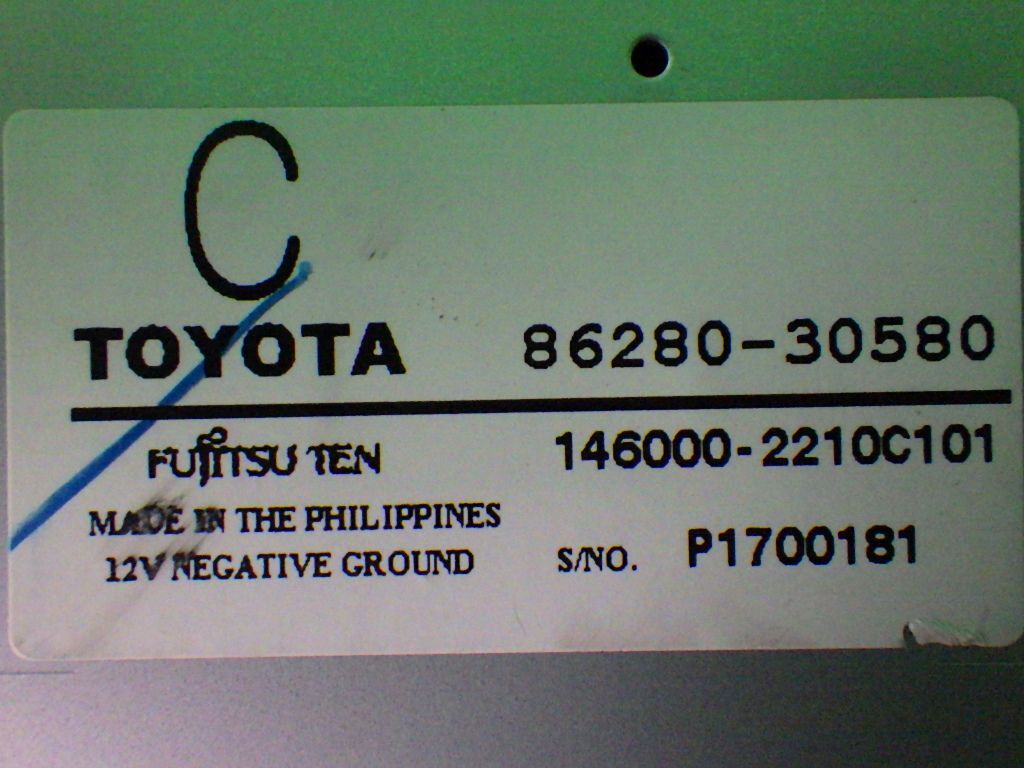 C
TOYOTA 86280-30580
FUJITSU TEN 146000-2210C101
MADE IN THE PHILIPPINES
12V NEGATIVE GROUND S/NO. P1700181